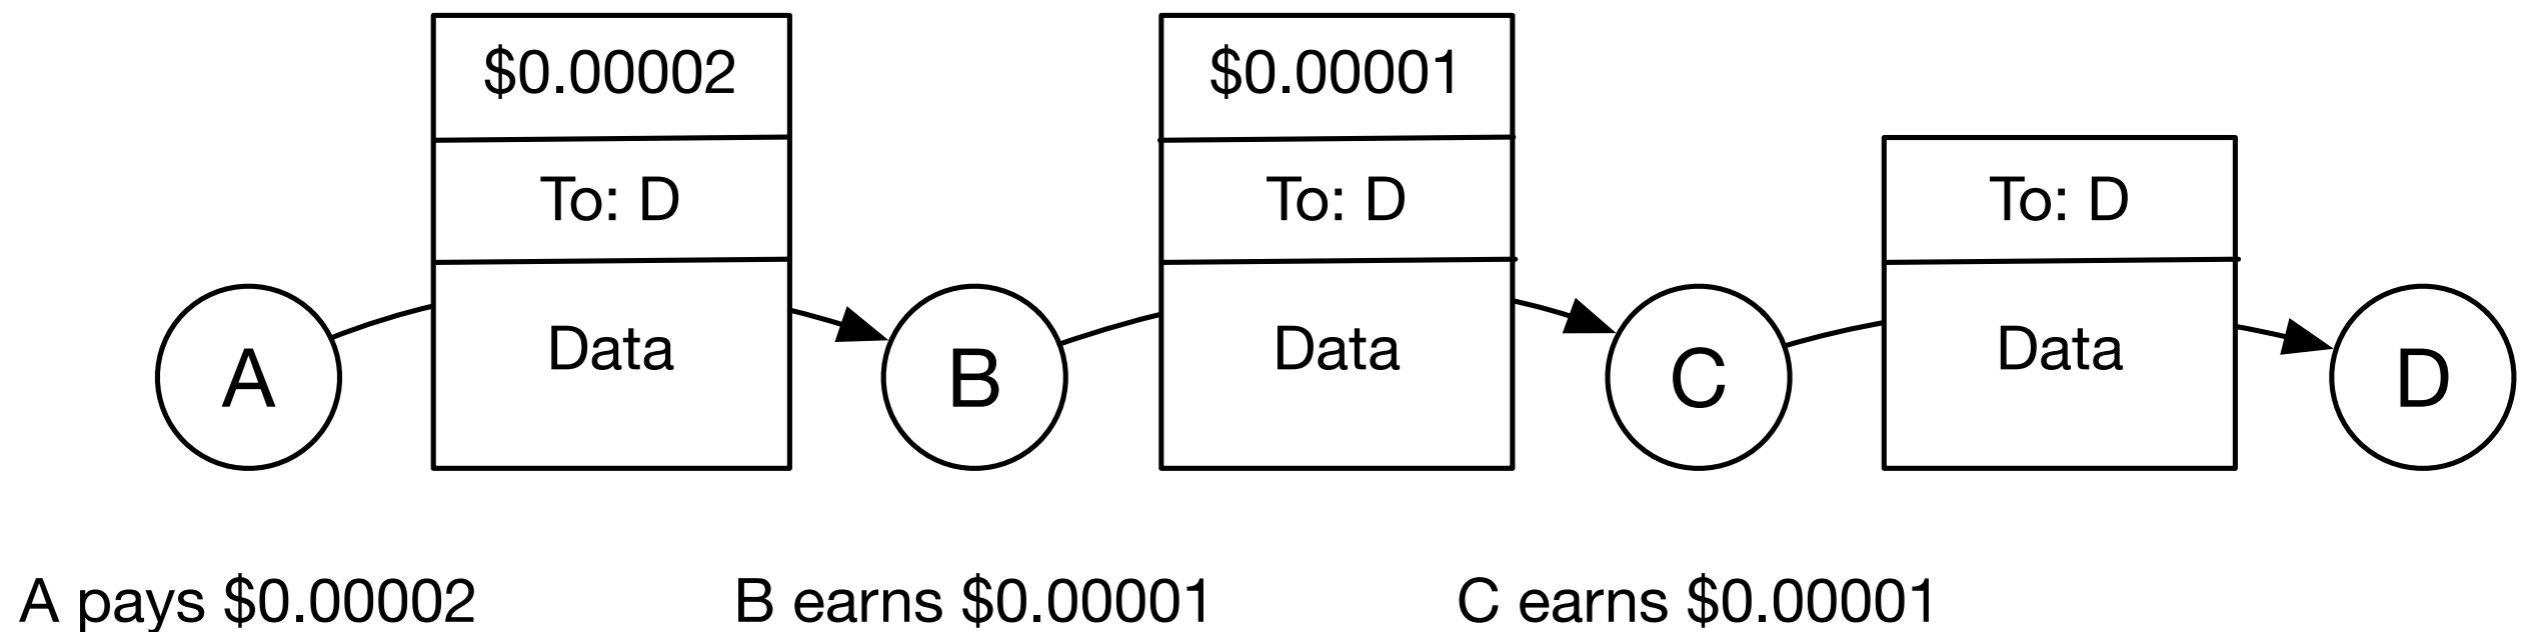 $0.00002
To: D
Data
$0.00001
To: D
Data
To: D
Data
A
B
C
D
A pays $0.00002
B earns $0.00001
C earns $0.00001